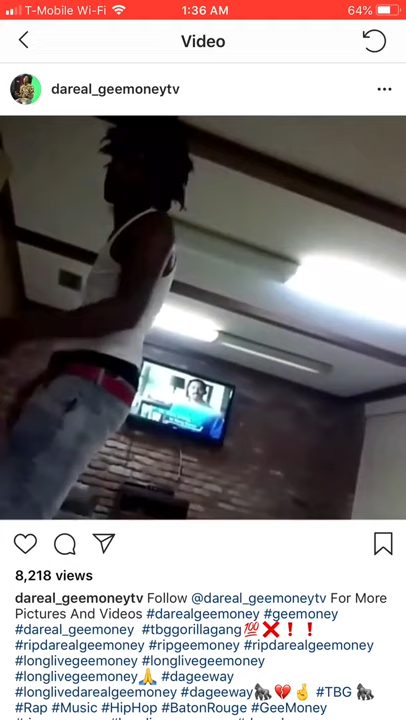 T-Mobile Wi-Fi 1:36 AM 64%
Video
dareal_geemoneytv
8,218 views
dareal_geemoneytv Follow @dareal_geemoneytv For More
Pictures And Videos #darealgeemoney #geemoney
#dareal_geemoney #tbggorillagang💯❌❗❗
#ripdarealgeemoney #ripgeemoney #ripdarealgeemoney
#longlivegeemoney #longlivegeemoney
#longlivegeemoney🙏 #dageeway
#longlivedarealgeemoney #dageeway🦍💔🤞 #TBG 🦍
#Rap #Music #HipHop #BatonRouge #GeeMoney